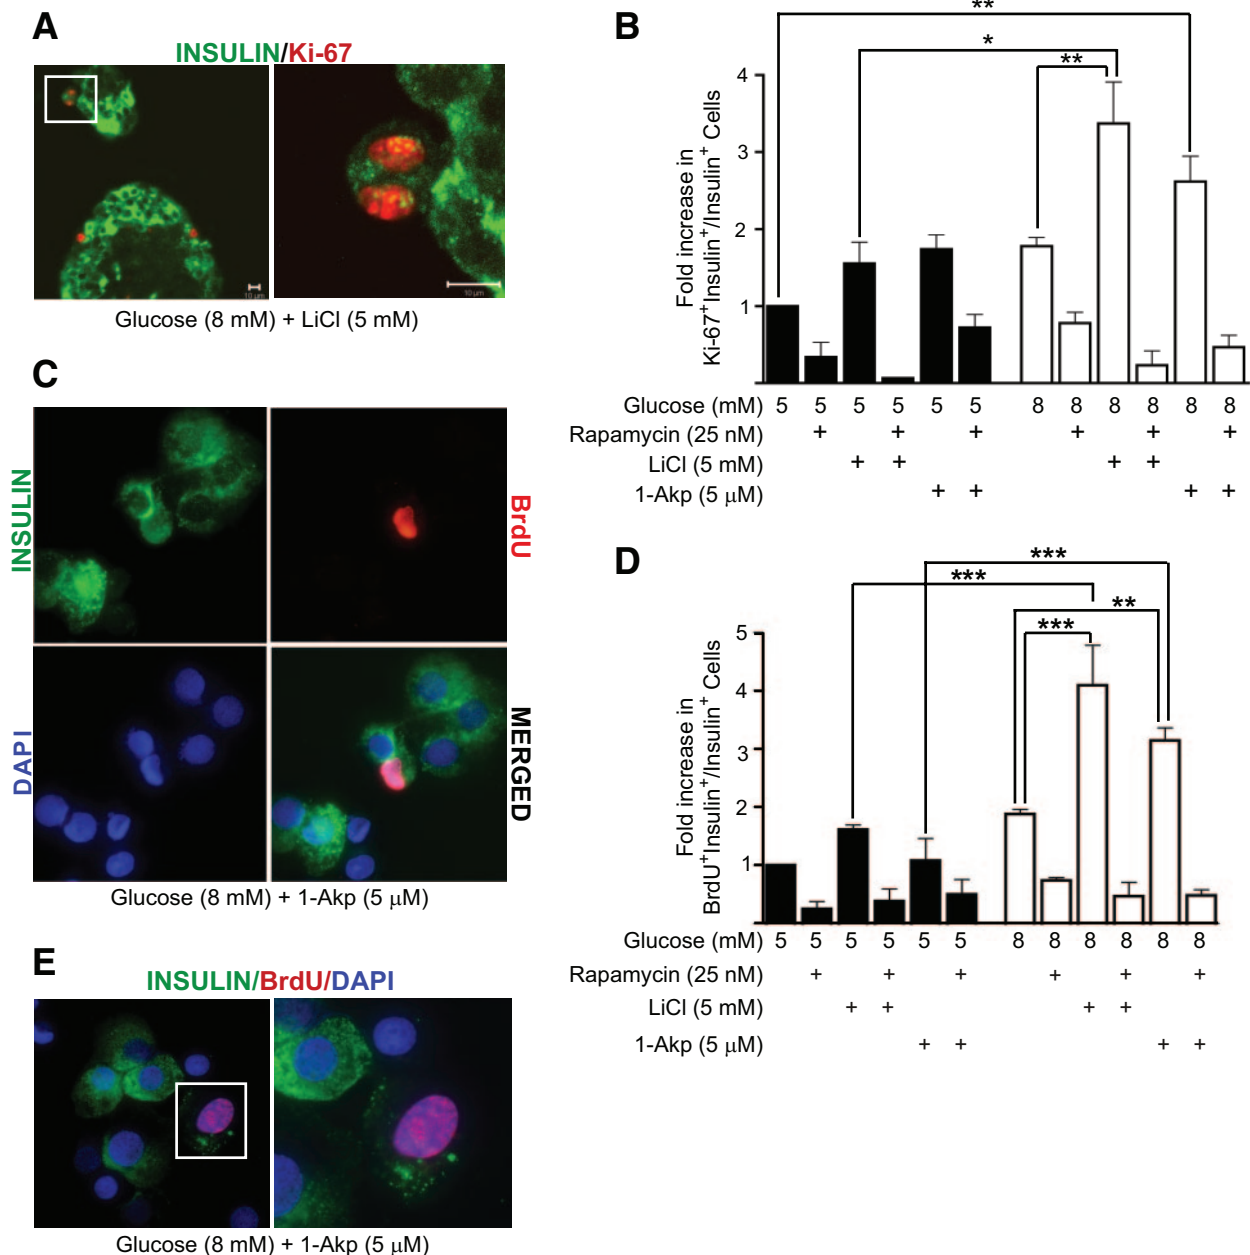 A
INSULIN/Ki-67
10 µm
10 µm
Glucose (8 mM) + LiCl (5 mM)
B
**
*
**
Fold increase in
Ki-67+Insulin+/Insulin+ Cells
4
3
2
1
Glucose (mM) 5 5 5 5 5 5 8 8 8 8 8 8
Rapamycin (25 nM) + + + + + +
LiCl (5 mM) + + + +
1-Akp (5 µM) + + + +
C
INSULIN
BrdU
DAPI
MERGED
Glucose (8 mM) + 1-Akp (5 µM)
D
***
***
**
***
Fold increase in
BrdU+Insulin+/Insulin+ Cells
5
4
3
2
1
Glucose (mM) 5 5 5 5 5 5 8 8 8 8 8 8
Rapamycin (25 nM) + + + + + +
LiCl (5 mM) + + + +
1-Akp (5 µM) + + + +
E
INSULIN/BrdU/DAPI
Glucose (8 mM) + 1-Akp (5 µM)